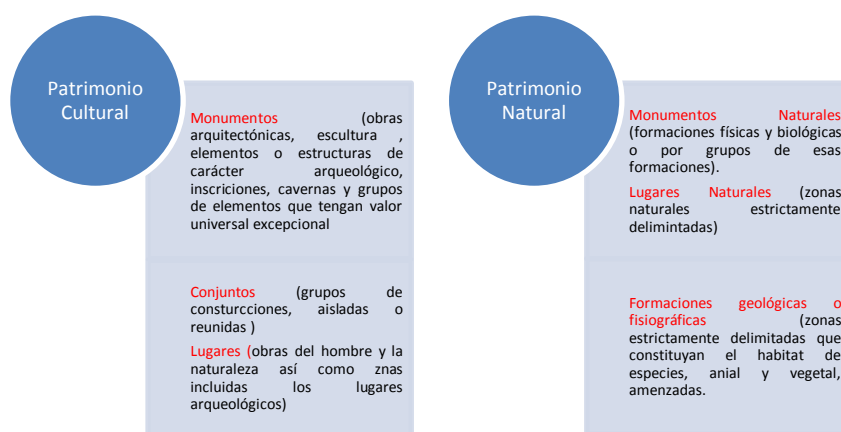 Patrimonio
Cultural
Monumentos (obras
arquitectónicas, escultura ,
elementos o estructuras de
carácter arqueológico,
inscriciones, cavernas y grupos
de elementos que tengan valor
universal excepcional
Conjuntos (grupos de
consturcciones, aisladas o
reunidas )
Lugares (obras del hombre y la
naturaleza así como znas
incluidas los lugares
arqueológicos)
Patrimonio
Natural
Monumentos Naturales
(formaciones físicas y biológicas
o por grupos de esas
formaciones).
Lugares Naturales (zonas
naturales estrictamente
delimintadas)
Formaciones geológicas o
fisiográficas (zonas
estrictamente delimitadas que
constituyan el habitat de
especies, anial y vegetal,
amenzadas.